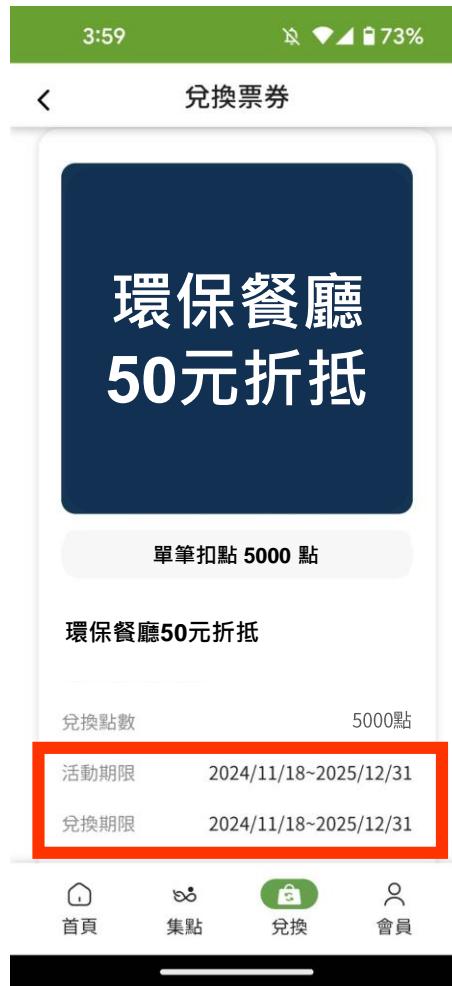 3:59
73%
兌換票券
環保餐廳
50元折抵
單筆扣點 5000 點
環保餐廳50元折抵
兌換點數 5000點
活動期限 2024/11/18~2025/12/31
兌換期限 2024/11/18~2025/12/31
首頁 集點 兌換 會員